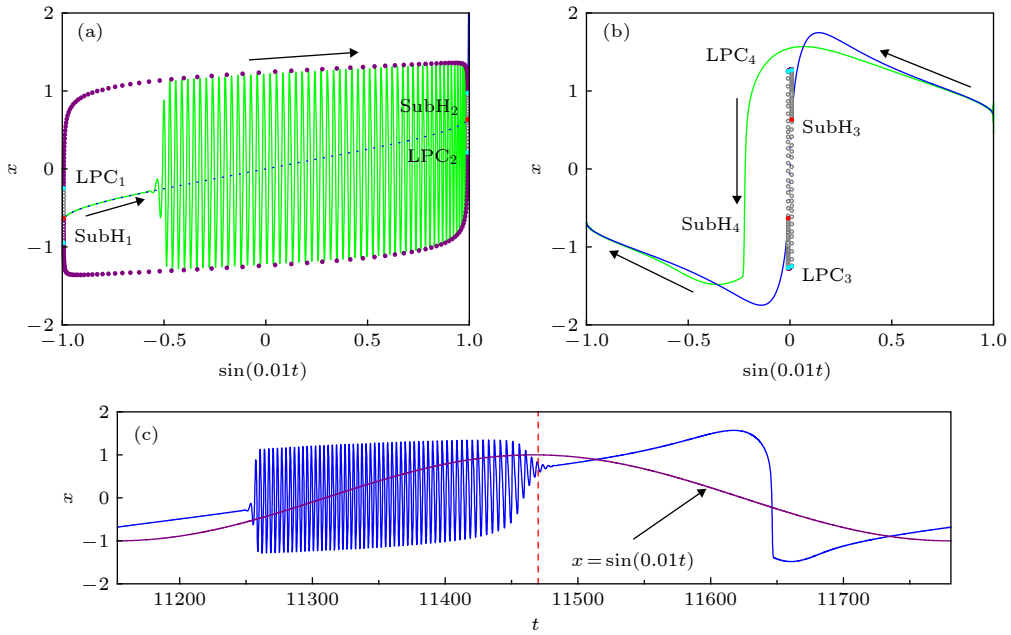 (a)
2
1
0
−1
−2
x
LPC₁
SubH₁
SubH₂
LPC₂
−1.0
−0.5
0
0.5
1.0
sin(0.01t)
(b)
2
1
0
−1
−2
x
LPC₄
SubH₃
SubH₄
LPC₃
−1.0
−0.5
0
0.5
1.0
sin(0.01t)
(c)
2
1
0
−1
−2
x
x=sin(0.01t)
11200
11300
11400
11500
11600
11700
t